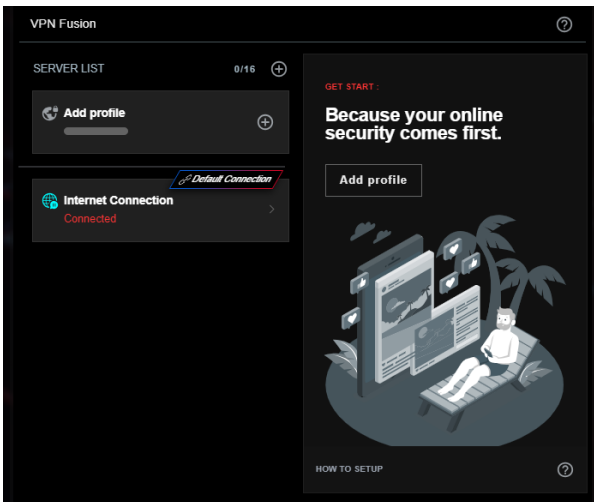 VPN Fusion
SERVER LIST 0/16
Add profile
Default Connection
Internet Connection
Connected
GET START :
Because your online
security comes first.
Add profile
HOW TO SETUP